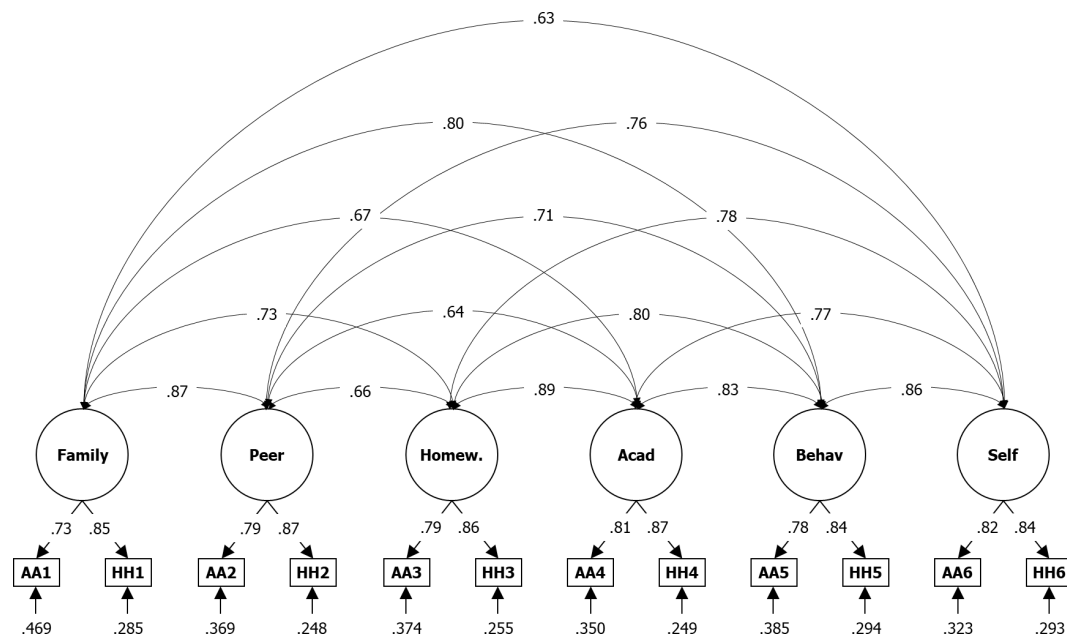 .63
.80 .76
.67 .71 .78
.73 .64 .80 .77
.87 .66 .89 .83 .86
Family Peer Homew. Acad Behav Self
.73 .85 .79 .87 .79 .86 .81 .87 .78 .84 .82 .84
AA1 HH1 AA2 HH2 AA3 HH3 AA4 HH4 AA5 HH5 AA6 HH6
.469 .285 .369 .248 .374 .255 .350 .249 .385 .294 .323 .293